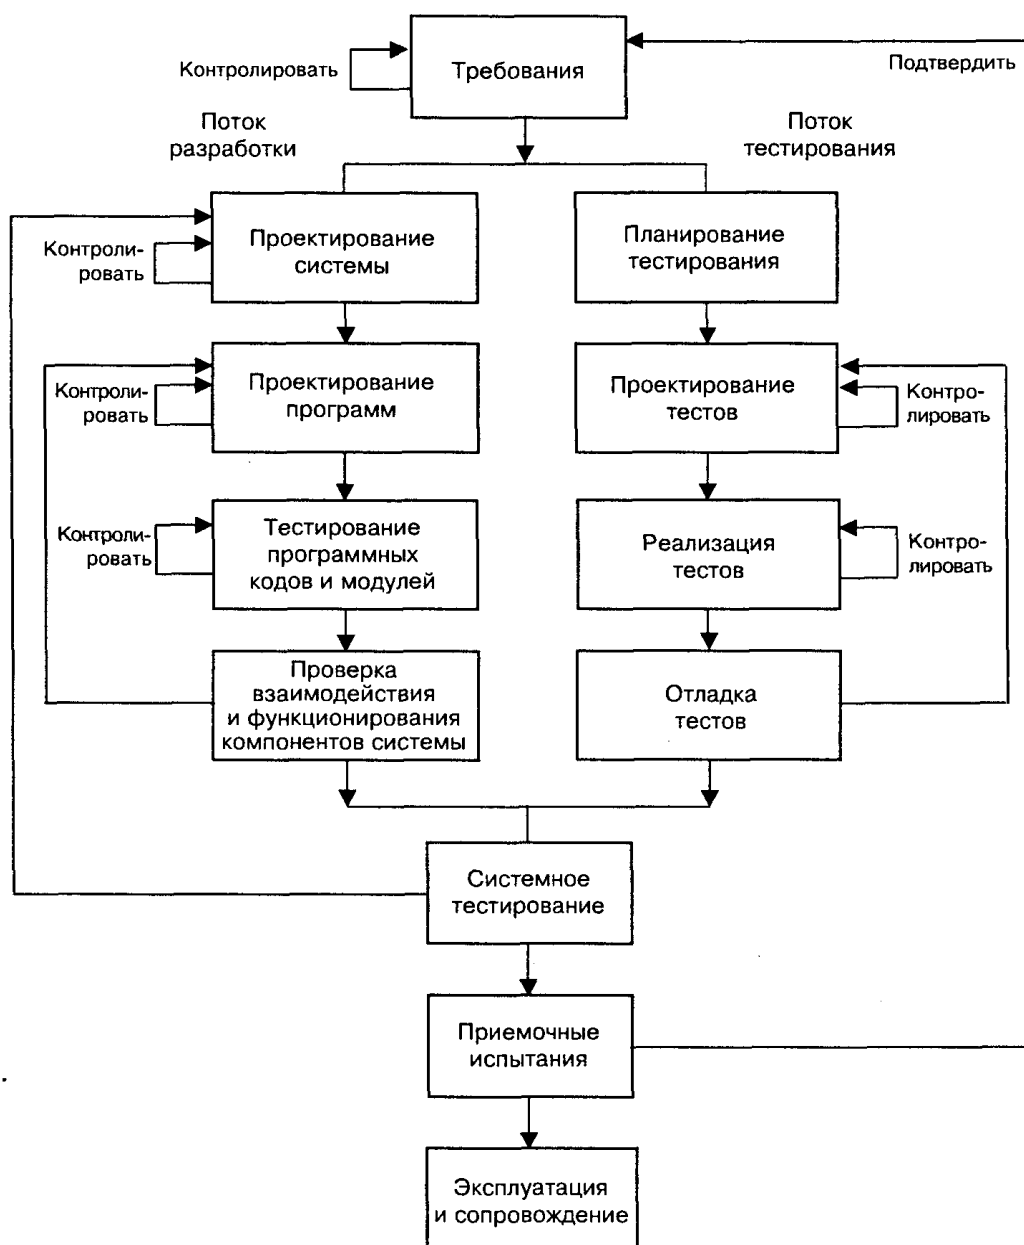 Требования
Контролировать
Подтвердить
Поток
разработки
Поток
тестирования
Проектирование
системы
Контроли-
ровать
Планирование
тестирования
Проектирование
программ
Контроли-
ровать
Проектирование
тестов
Контро-
лировать
Тестирование
программных
кодов и модулей
Контроли-
ровать
Реализация
тестов
Контро-
лировать
Проверка
взаимодействия
и функционирования
компонентов системы
Отладка
тестов
Системное
тестирование
Приемочные
испытания
Эксплуатация
и сопровождение